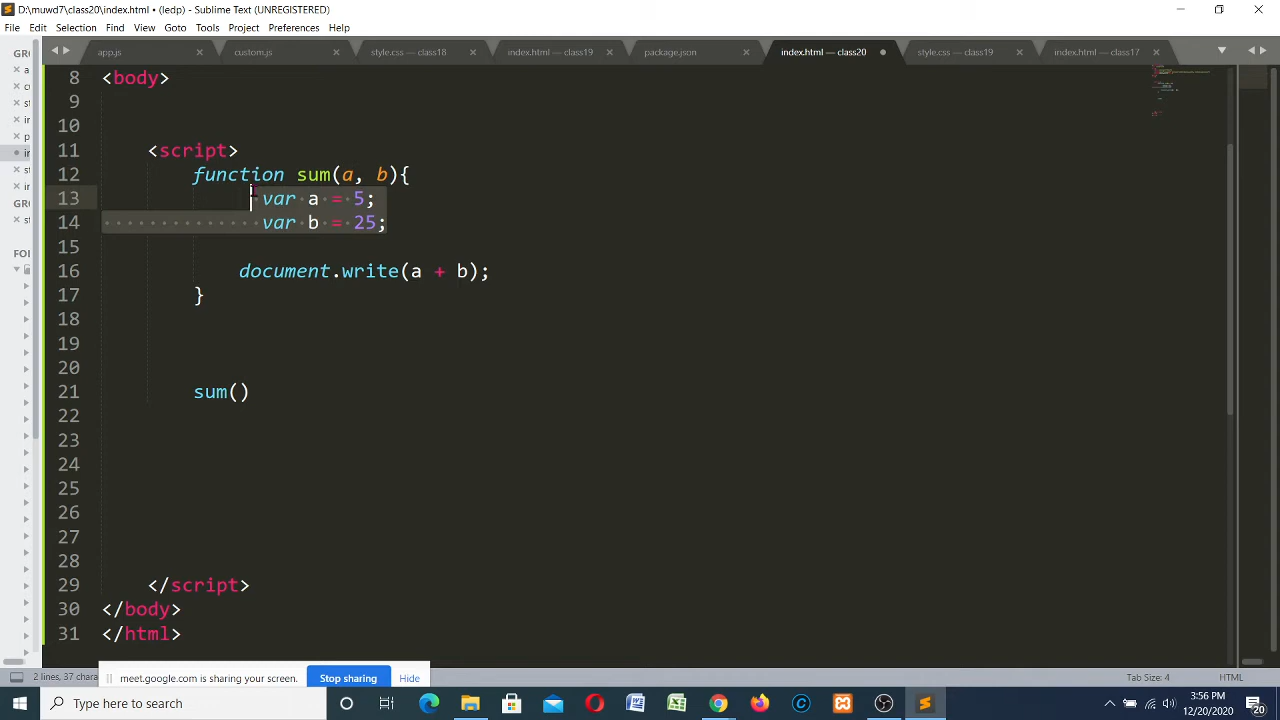 D:\muwd7\class20\index.html • (ledp) - Sublime Text (UNREGISTERED)
File Edit Selection Find View Goto Tools Project Preferences Help
app.js custom.js style.css — class18 index.html — class19 package.json index.html — class20 style.css — class19 index.html — class17
8 <body>
9
10
11 <script>
12 function sum(a, b){
13 var a = 5;
14 var b = 25;
15
16 document.write(a + b);
17 }
18
19
20
21 sum()
22
23
24
25
26
27
28
29 </script>
30 </body>
31 </html>
meet.google.com is sharing your screen. Stop sharing Hide
2 lines, 37 charac Tab Size: 4 HTML
Type here to search
3:56 PM
12/20/2020
20